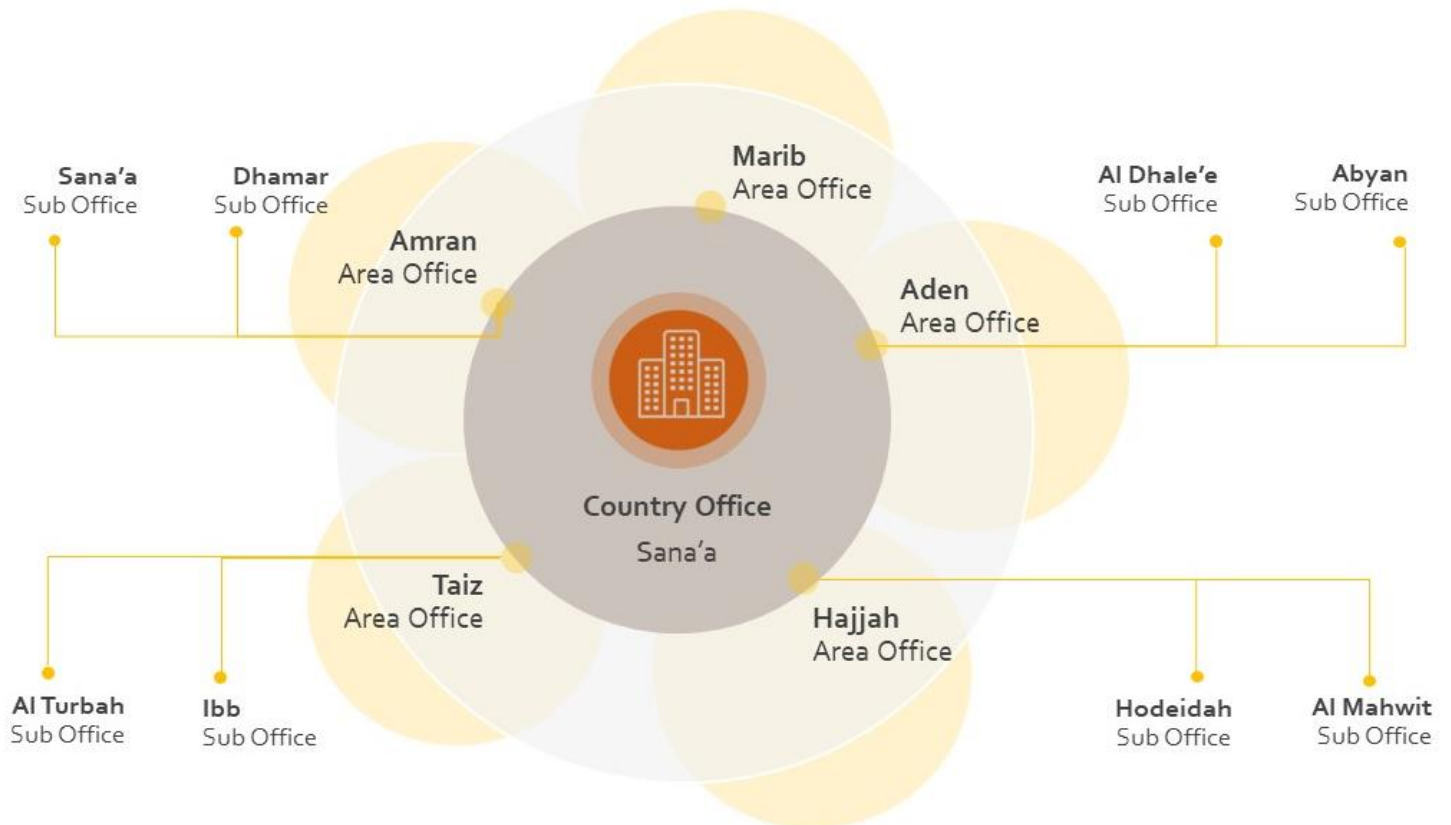 Marib
Area Office
Sana’a
Sub Office
Dhamar
Sub Office
Al Dhale’e
Sub Office
Abyan
Sub Office
Amran
Area Office
Aden
Area Office
Country Office
Sana’a
Taiz
Area Office
Hajjah
Area Office
Al Turbah
Sub Office
Ibb
Sub Office
Hodeidah
Sub Office
Al Mahwit
Sub Office